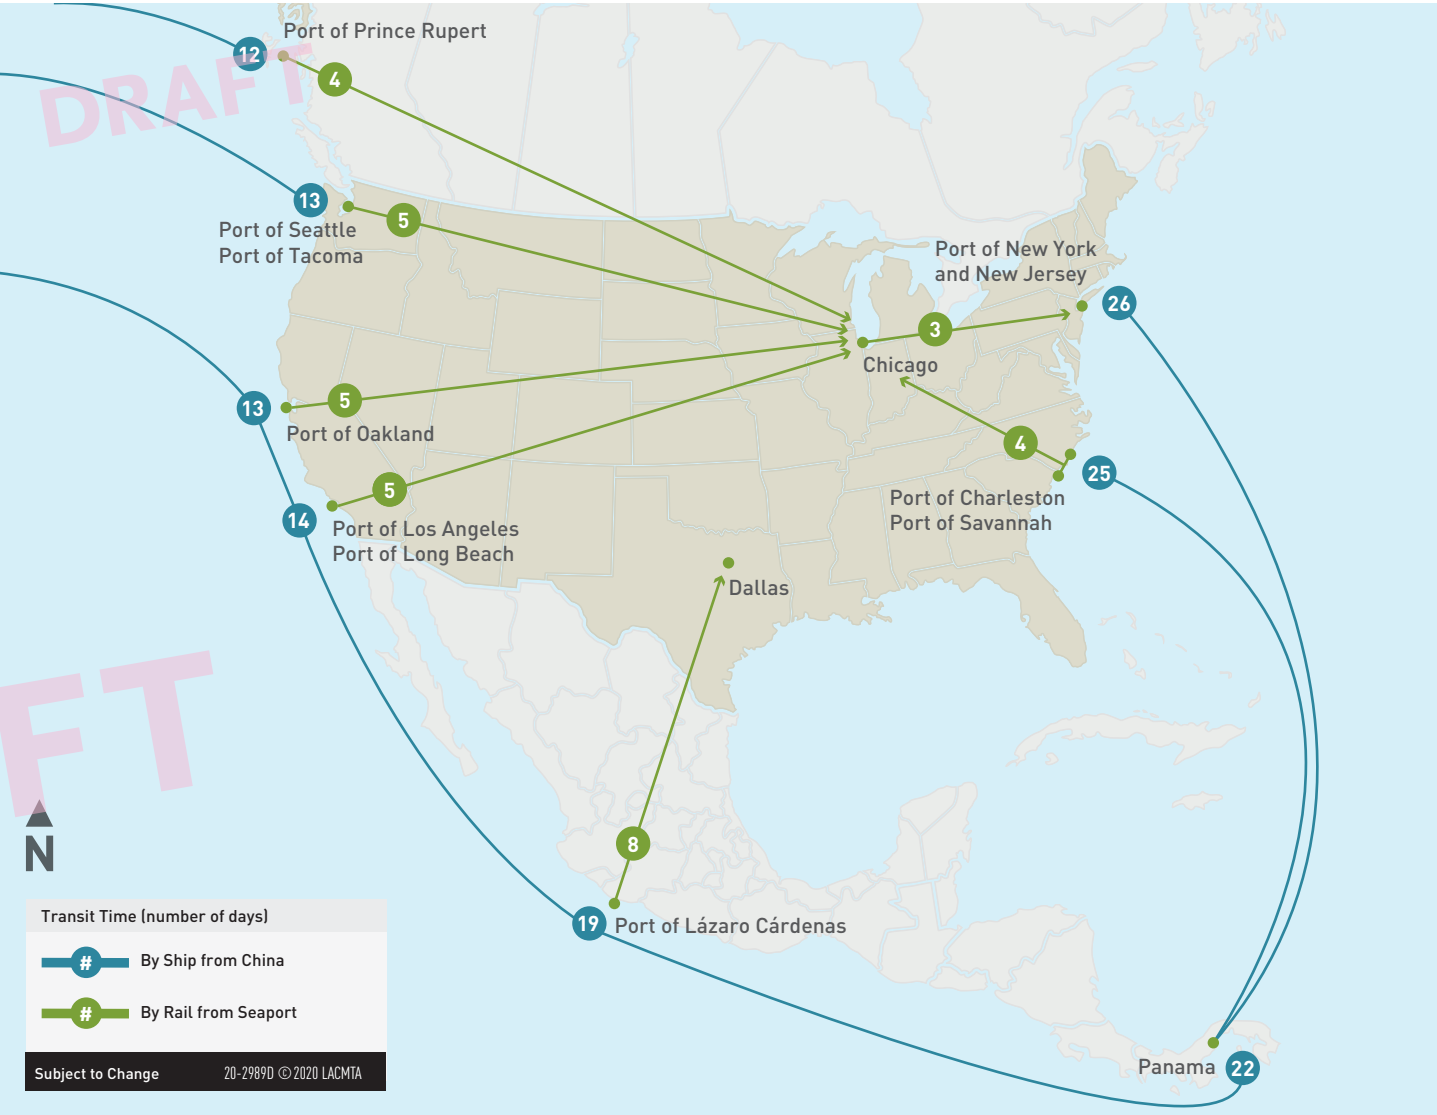 Port of Prince Rupert
12
4
DRAFT
13
5
Port of Seattle
Port of Tacoma
Port of New York
and New Jersey
26
3
Chicago
13
5
Port of Oakland
4
25
5
14
Port of Charleston
Port of Savannah
Port of Los Angeles
Port of Long Beach
Dallas
FT
8
N
19
Port of Lázaro Cárdenas
Transit Time (number of days)
# By Ship from China
# By Rail from Seaport
Panama 22
Subject to Change 20-2989D ©2020 LACMTA